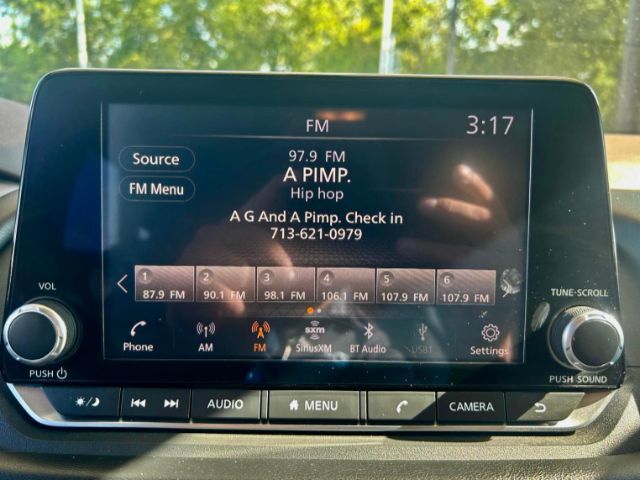 FM
3:17
Source
97.9 FM
A PIMP.
FM Menu
Hip hop
A G And A Pimp. Check in
713-621-0979
1 2 3 4 5 6
87.9 FM 90.1 FM 98.1 FM 106.1 FM 107.9 FM 107.9 FM
VOL
TUNE·SCROLL
PUSH
PUSH SOUND
sxm
Phone AM FM SiriusXM BT Audio USB1 Settings
AUDIO MENU CAMERA